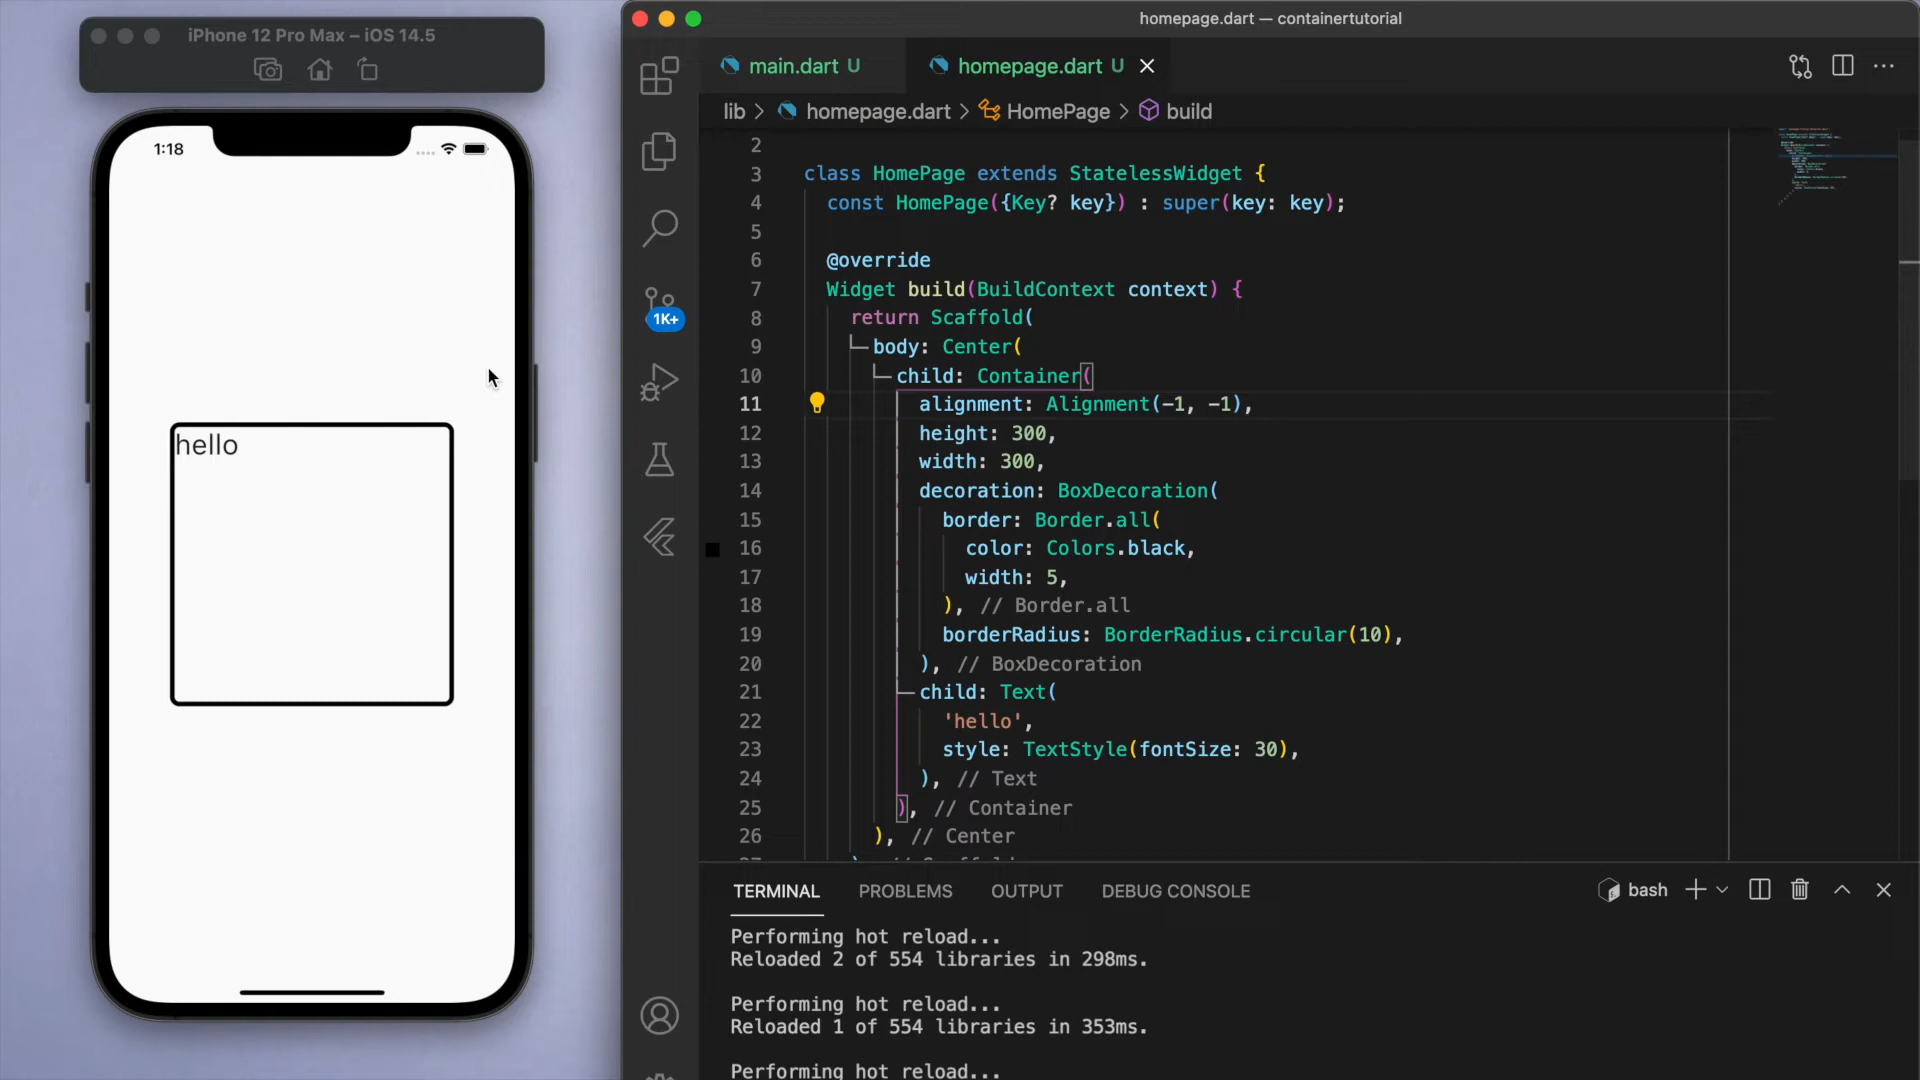 iPhone 12 Pro Max – iOS 14.5
1:18
hello
homepage.dart — containertutorial
main.dart U
homepage.dart U
lib > homepage.dart > HomePage > build
1K+
2
3 class HomePage extends StatelessWidget {
4 const HomePage({Key? key}) : super(key: key);
5
6 @override
7 Widget build(BuildContext context) {
8 return Scaffold(
9 body: Center(
10 child: Container(
11 alignment: Alignment(-1, -1),
12 height: 300,
13 width: 300,
14 decoration: BoxDecoration(
15 border: Border.all(
16 color: Colors.black,
17 width: 5,
18 ), // Border.all
19 borderRadius: BorderRadius.circular(10),
20 ), // BoxDecoration
21 child: Text(
22 'hello',
23 style: TextStyle(fontSize: 30),
24 ), // Text
25 ), // Container
26 ), // Center
TERMINAL PROBLEMS OUTPUT DEBUG CONSOLE
bash
Performing hot reload...
Reloaded 2 of 554 libraries in 298ms.
Performing hot reload...
Reloaded 1 of 554 libraries in 353ms.
Performing hot reload...